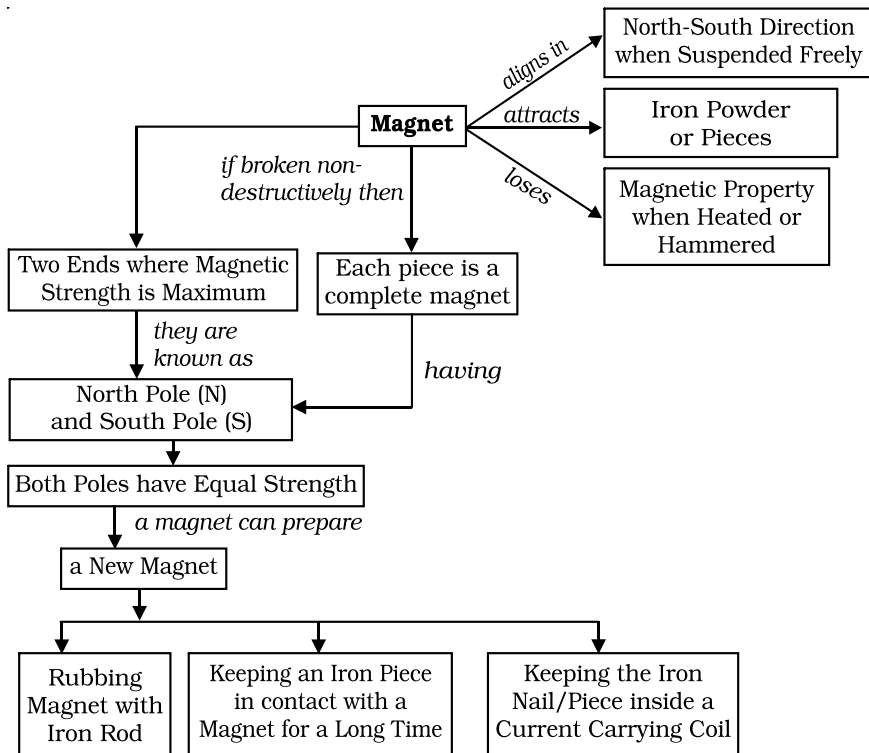 North-South Direction
when Suspended Freely
aligns in
Magnet
attracts
Iron Powder
or Pieces
if broken non-
destructively then
loses
Magnetic Property
when Heated or
Hammered
Two Ends where Magnetic
Strength is Maximum
Each piece is a
complete magnet
they are
known as
having
North Pole (N)
and South Pole (S)
Both Poles have Equal Strength
a magnet can prepare
a New Magnet
Rubbing
Magnet with
Iron Rod
Keeping an Iron Piece
in contact with a
Magnet for a Long Time
Keeping the Iron
Nail/Piece inside a
Current Carrying Coil